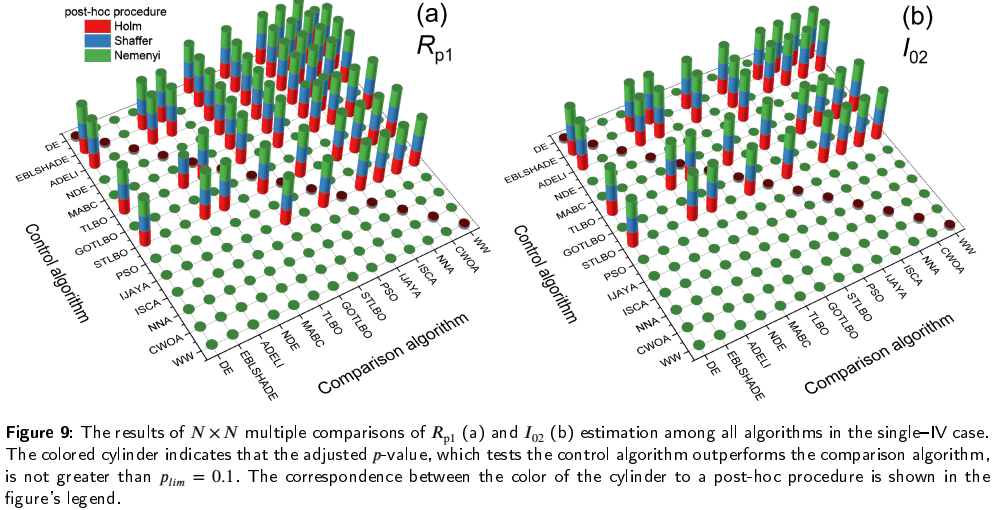 post-hoc procedure
Holm
Shaffer
Nemenyi
(a)
Rp1
DE
EBLSHADE
ADELI
NDE
MABC
TLBO
GOTLBO
STLBO
PSO
IJAYA
ISCA
NNA
CWOA
WW
Control algorithm
DE
EBLSHADE
ADELI
NDE
MABC
TLBO
GOTLBO
STLBO
PSO
IJAYA
ISCA
NNA
CWOA
WW
Comparison algorithm
(b)
I02
DE
EBLSHADE
ADELI
NDE
MABC
TLBO
GOTLBO
STLBO
PSO
IJAYA
ISCA
NNA
CWOA
WW
Control algorithm
DE
EBLSHADE
ADELI
NDE
MABC
TLBO
GOTLBO
STLBO
PSO
IJAYA
ISCA
NNA
CWOA
WW
Comparison algorithm
Figure 9: The results of N×N multiple comparisons of Rp1 (a) and I02 (b) estimation among all algorithms in the single–IV case.
The colored cylinder indicates that the adjusted p-value, which tests the control algorithm outperforms the comparison algorithm,
is not greater than plim = 0.1. The correspondence between the color of the cylinder to a post-hoc procedure is shown in the
figure's legend.